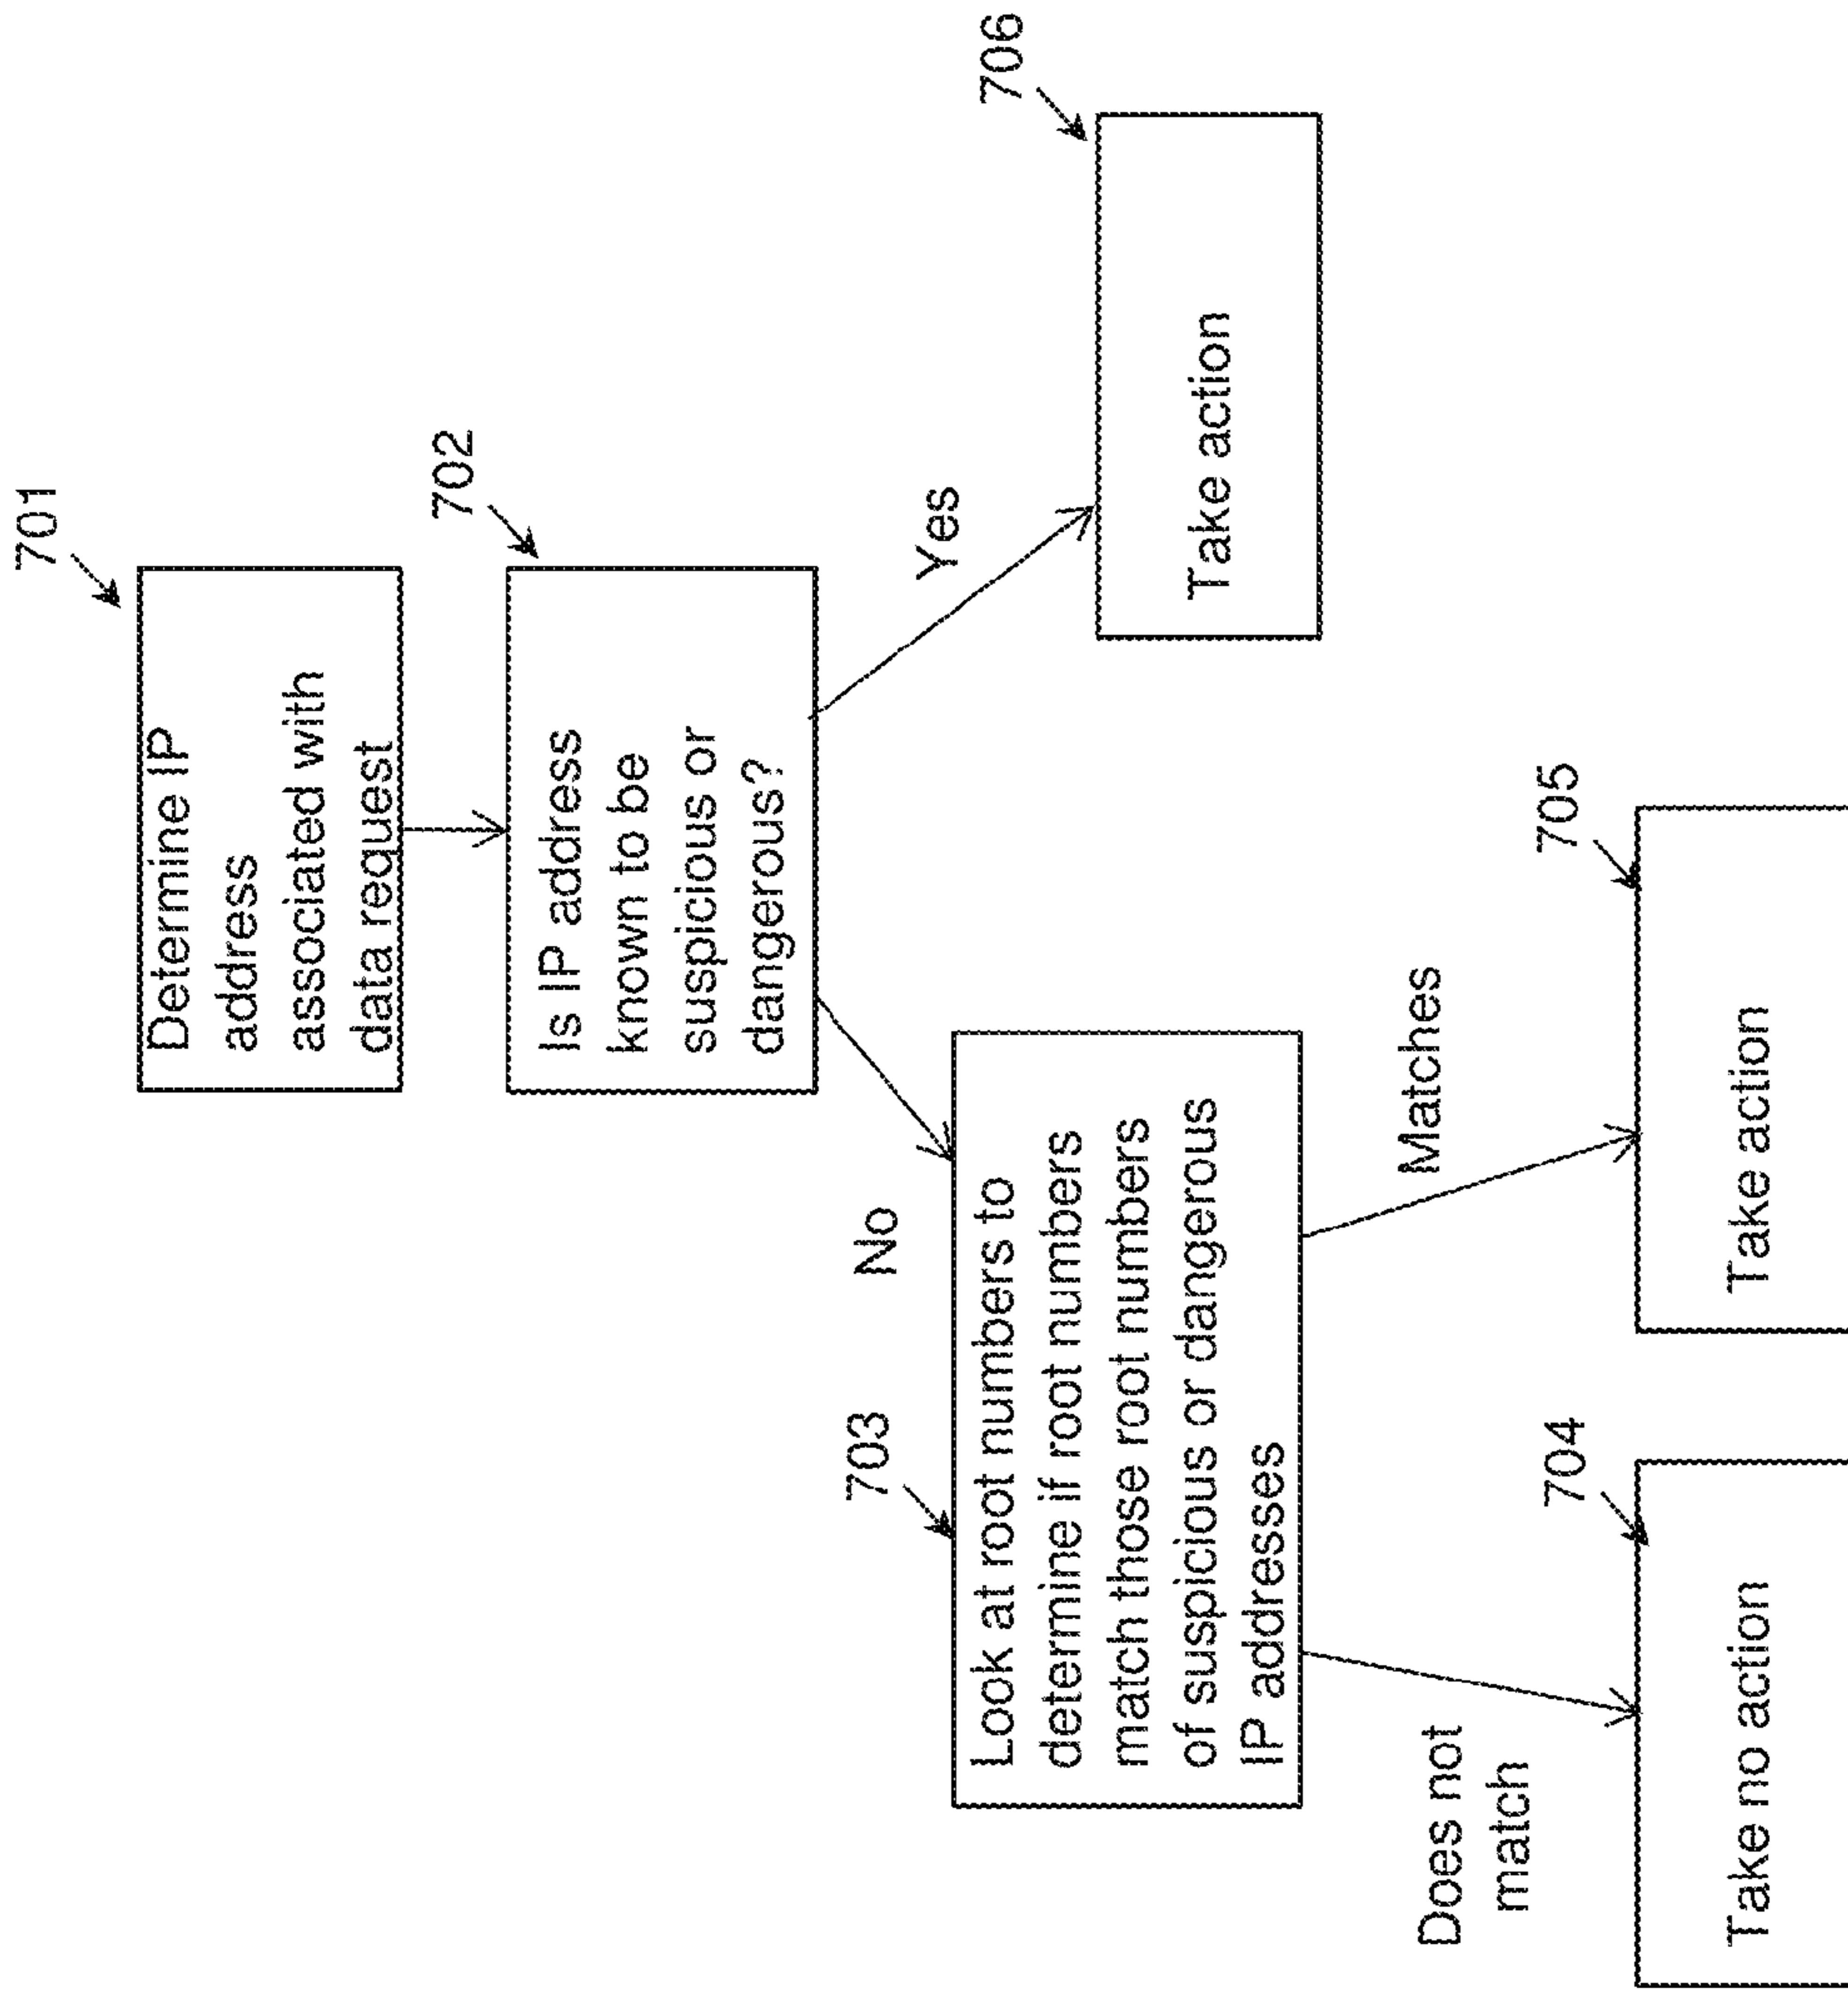 701
Determine IP
address
associated with
data request
702
Is IP address
known to be
suspicious or
dangerous?
No
Yes
703
Look at root numbers to
determine if root numbers
match those root numbers
of suspicious or dangerous
IP addresses
706
Take action
Does not
match
Matches
704
Take no action
705
Take action